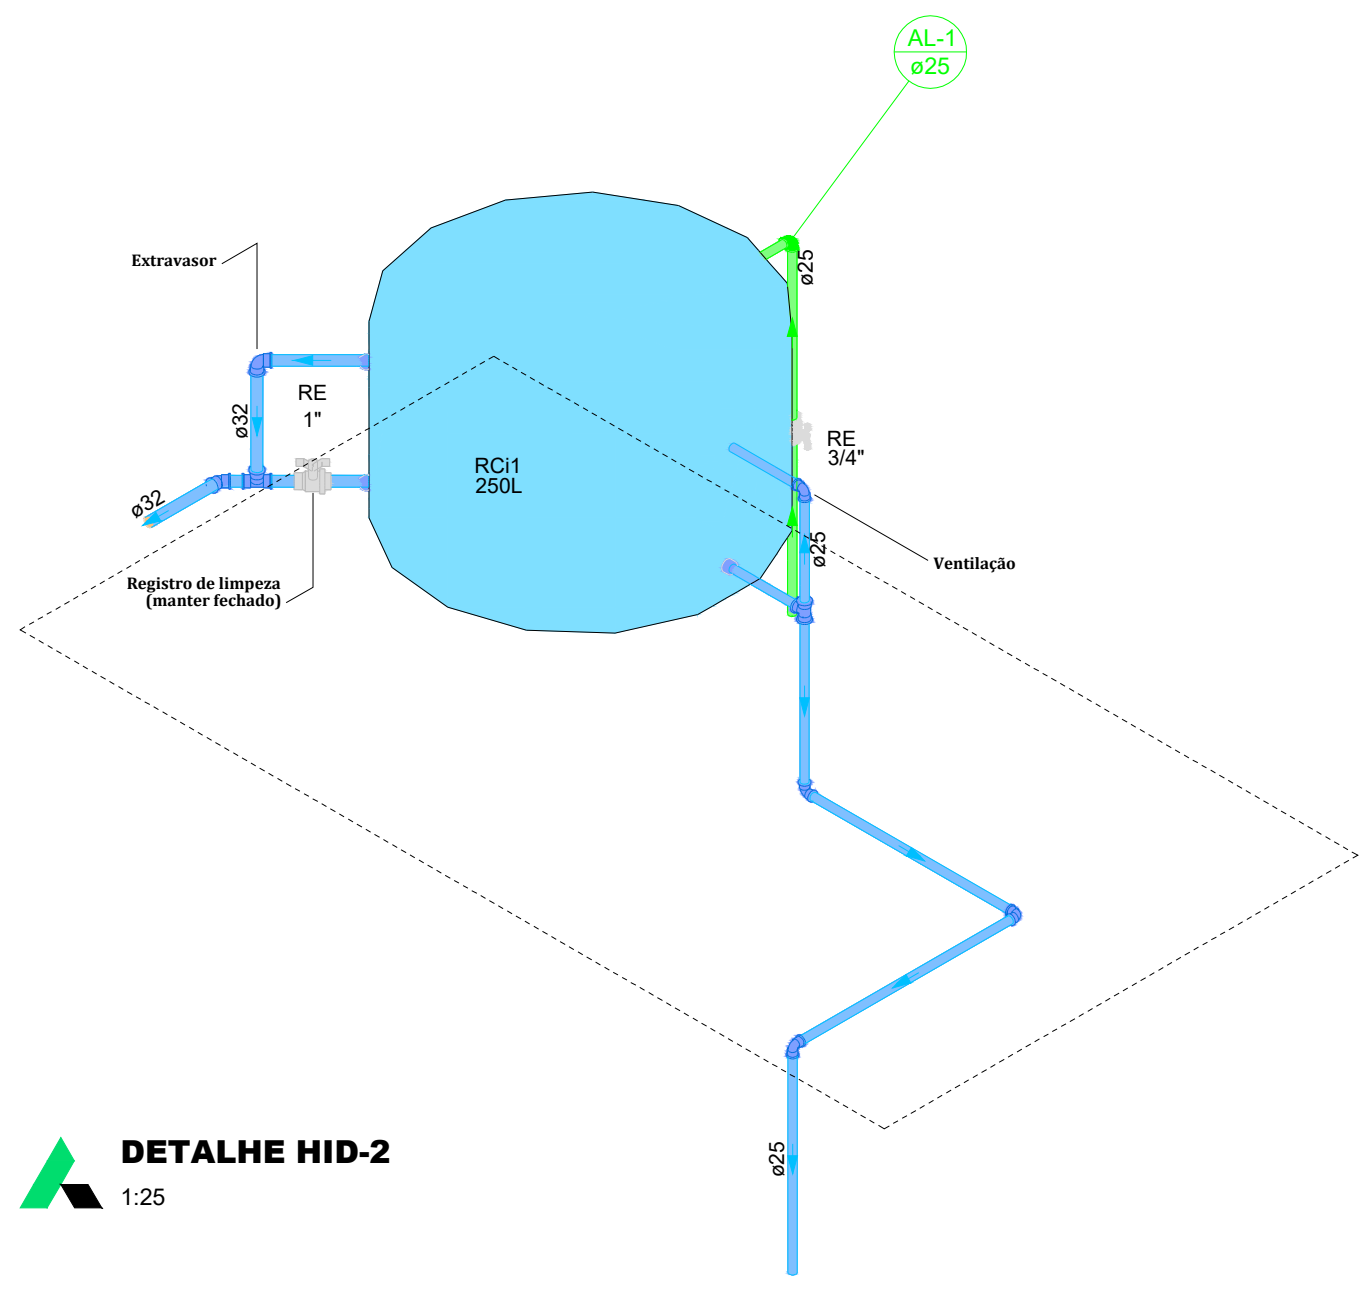 AL-1
ø25
ø25
Extravasor
RE
1"
ø32
RE
3/4"
RCi1
250L
ø32
ø25
Ventilação
Registro de limpeza
(manter fechado)
ø25
DETALHE HID-2
1:25